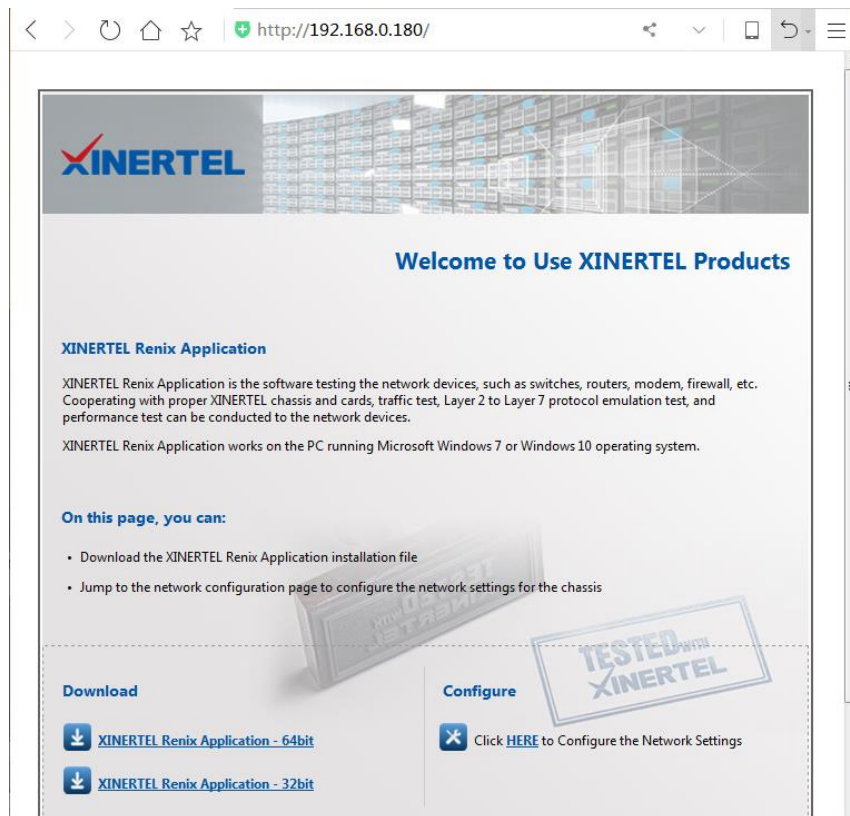 http://192.168.0.180/
XINERTEL
Welcome to Use XINERTEL Products
XINERTEL Renix Application
XINERTEL Renix Application is the software testing the network devices, such as switches, routers, modem, firewall, etc.
Cooperating with proper XINERTEL chassis and cards, traffic test, Layer 2 to Layer 7 protocol emulation test, and
performance test can be conducted to the network devices.
XINERTEL Renix Application works on the PC running Microsoft Windows 7 or Windows 10 operating system.
On this page, you can:
• Download the XINERTEL Renix Application installation file
• Jump to the network configuration page to configure the network settings for the chassis
TESTED WITH
XINERTEL
Download
XINERTEL Renix Application - 64bit
XINERTEL Renix Application - 32bit
Configure
Click HERE to Configure the Network Settings